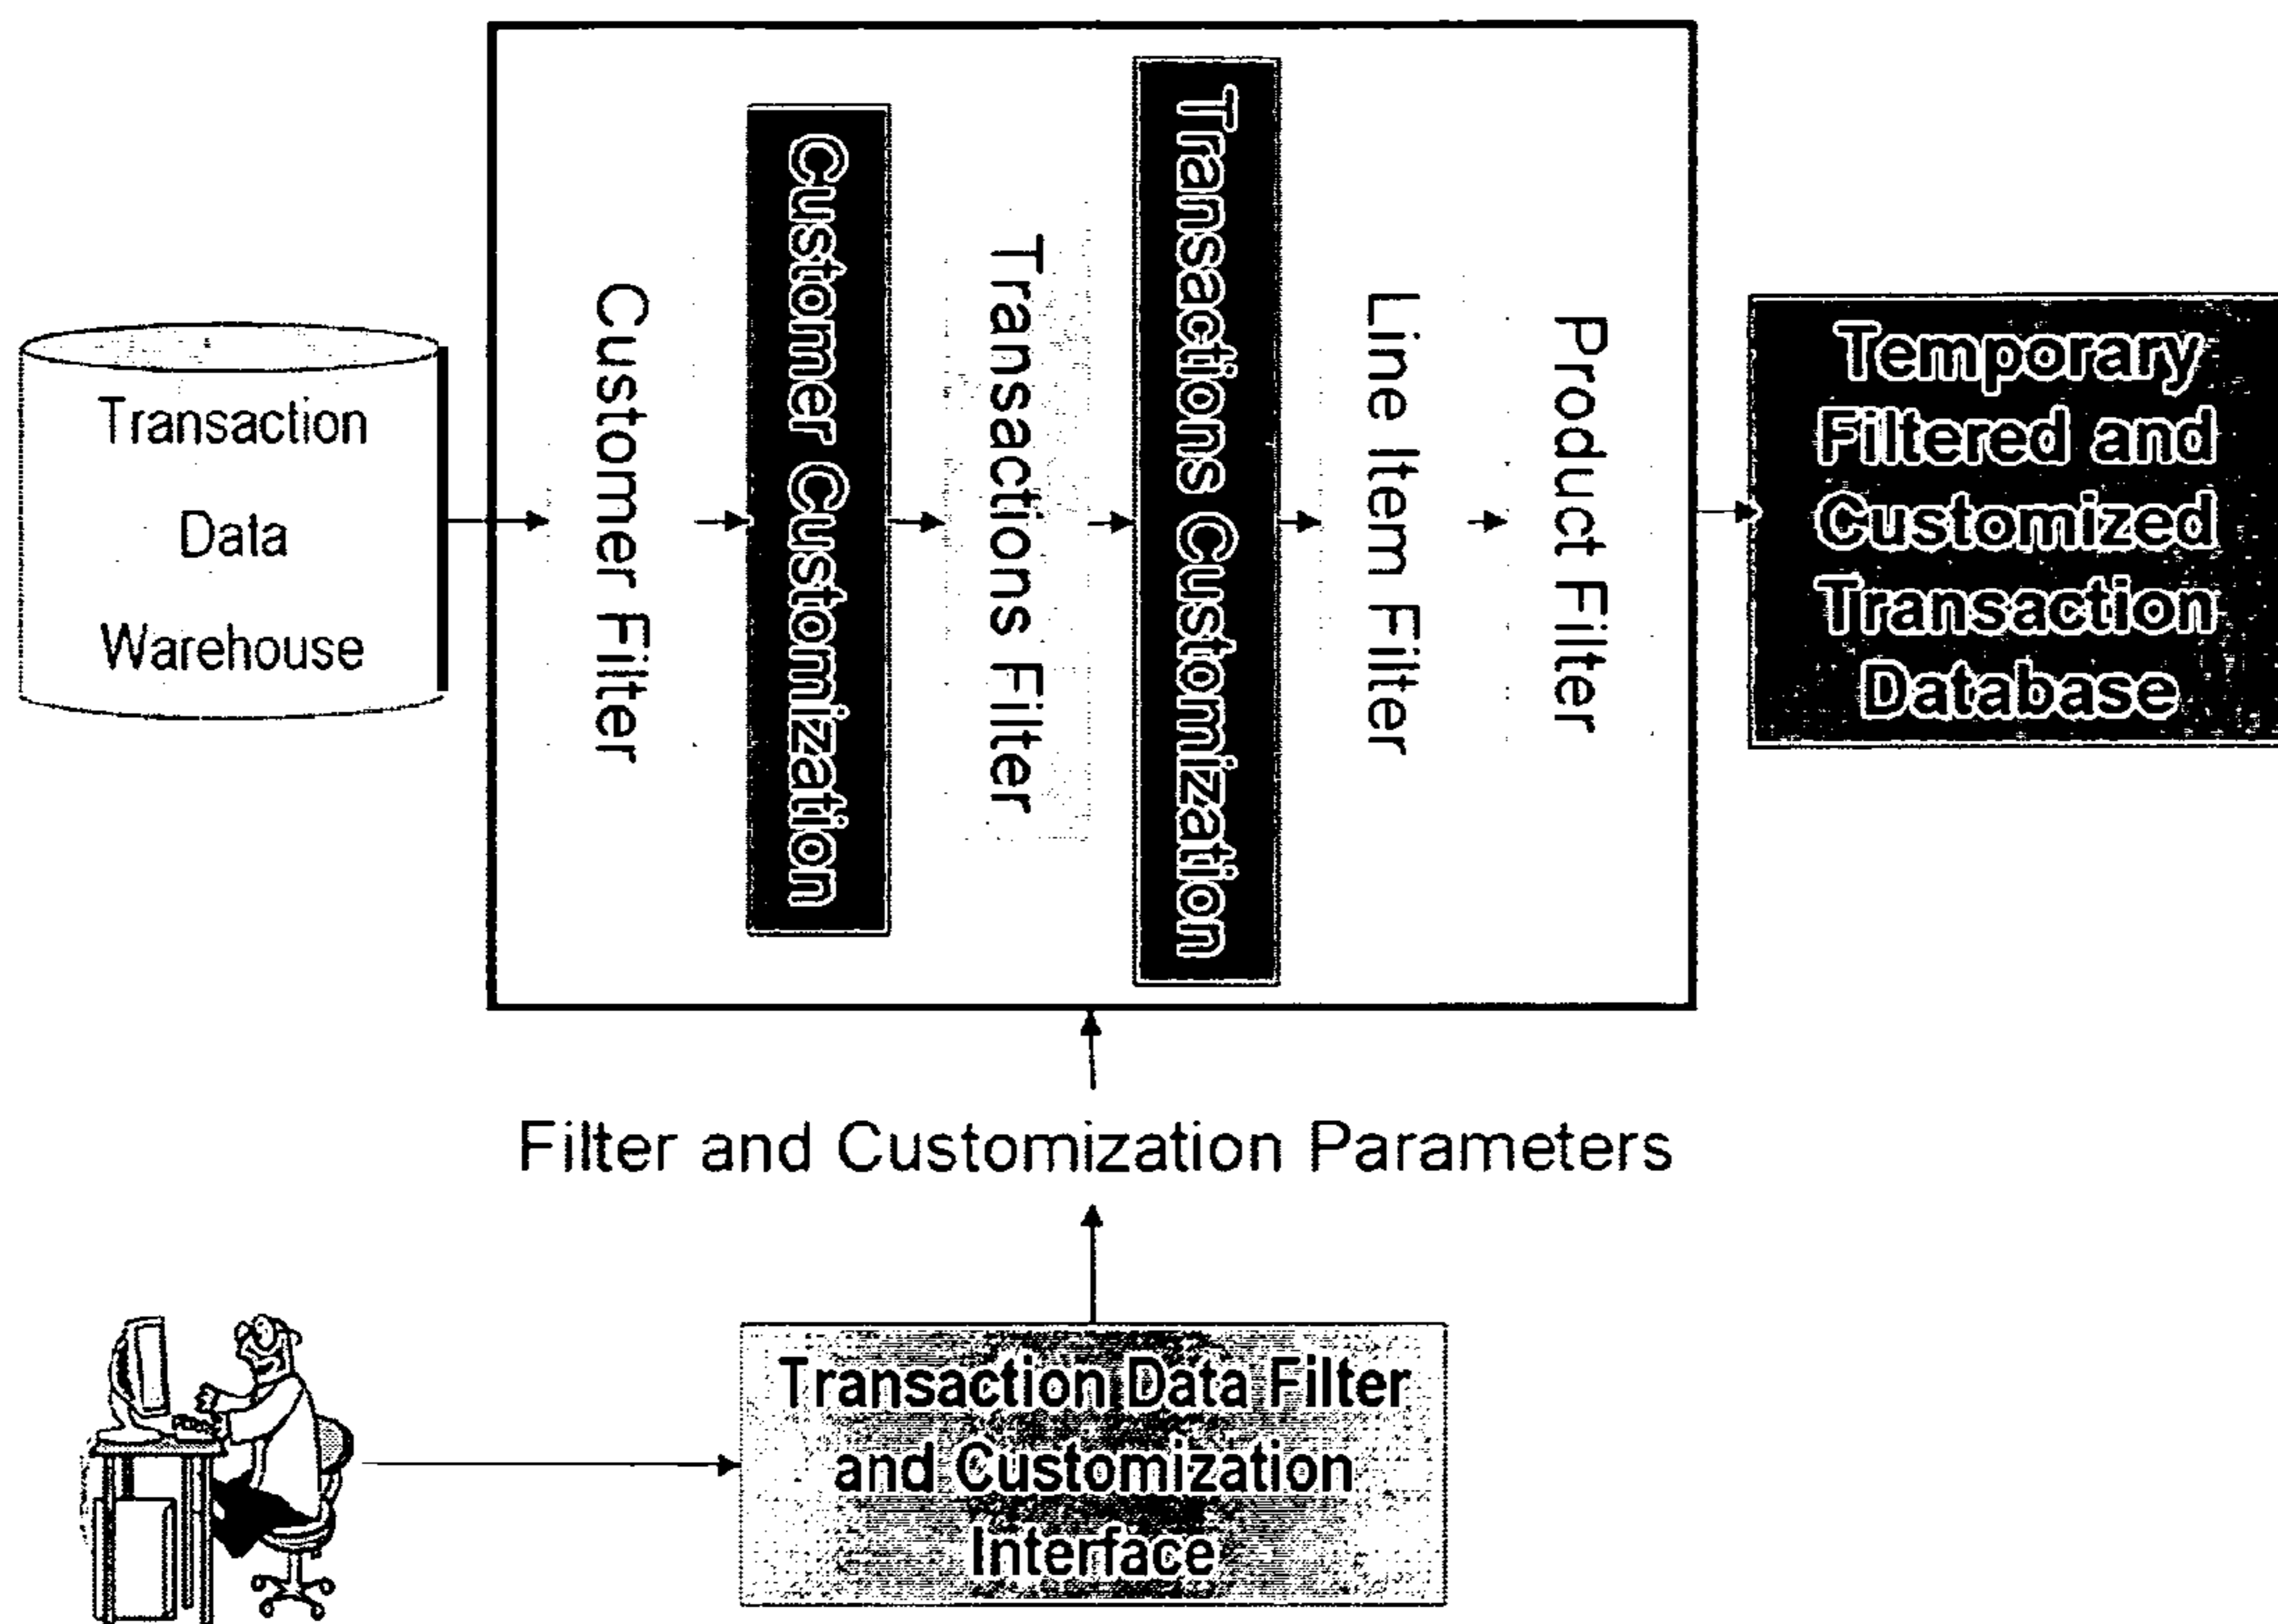 Transaction
Data
Warehouse
Customer Filter
Customer Customization
Transactions Filter
Transactions Customization
Line Item Filter
Product Filter
Temporary
Filtered and
Customized
Transaction
Database
Filter and Customization Parameters
Transaction Data Filter
and Customization
Interface